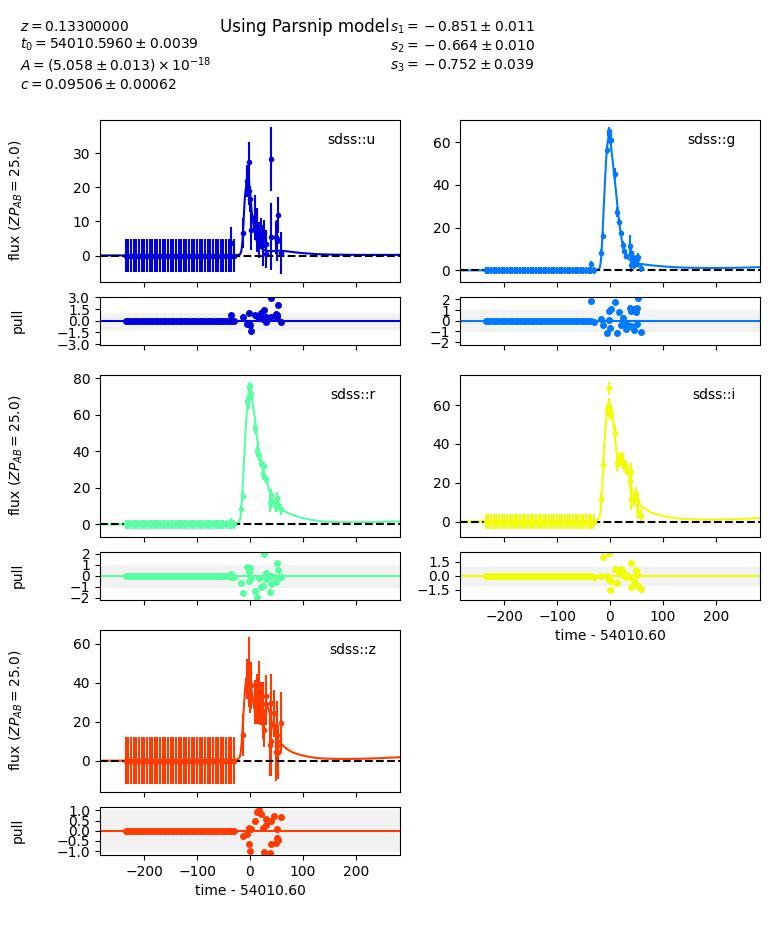 Using Parsnip model
z = 0.13300000
t₀ = 54010.5960 ± 0.0039
A = (5.058 ± 0.013) × 10⁻¹⁸
c = 0.09506 ± 0.00062
s₁ = −0.851 ± 0.011
s₂ = −0.664 ± 0.010
s₃ = −0.752 ± 0.039
sdss::u
flux (ZP_AB = 25.0)
30
20
10
0
pull
3.0
1.5
0.0
−1.5
−3.0
sdss::g
60
40
20
0
2
1
0
−1
−2
sdss::r
flux (ZP_AB = 25.0)
80
60
40
20
0
pull
2
1
0
−1
−2
sdss::i
60
40
20
0
1.5
0.0
−1.5
−200 −100 0 100 200
time - 54010.60
sdss::z
flux (ZP_AB = 25.0)
60
40
20
0
pull
1.0
0.5
0.0
−0.5
−1.0
−200 −100 0 100 200
time - 54010.60